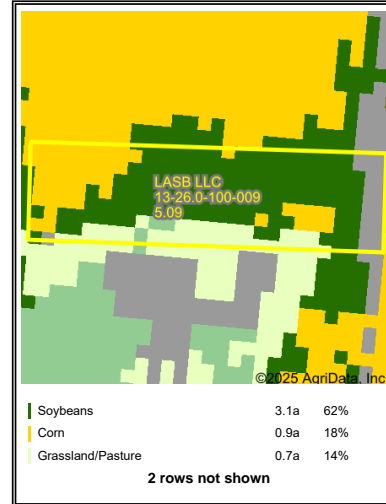 LASB LLC
13-26.0-100-009
5.09
©2025 AgriData, Inc
Soybeans 3.1a 62%
Corn 0.9a 18%
Grassland/Pasture 0.7a 14%
2 rows not shown